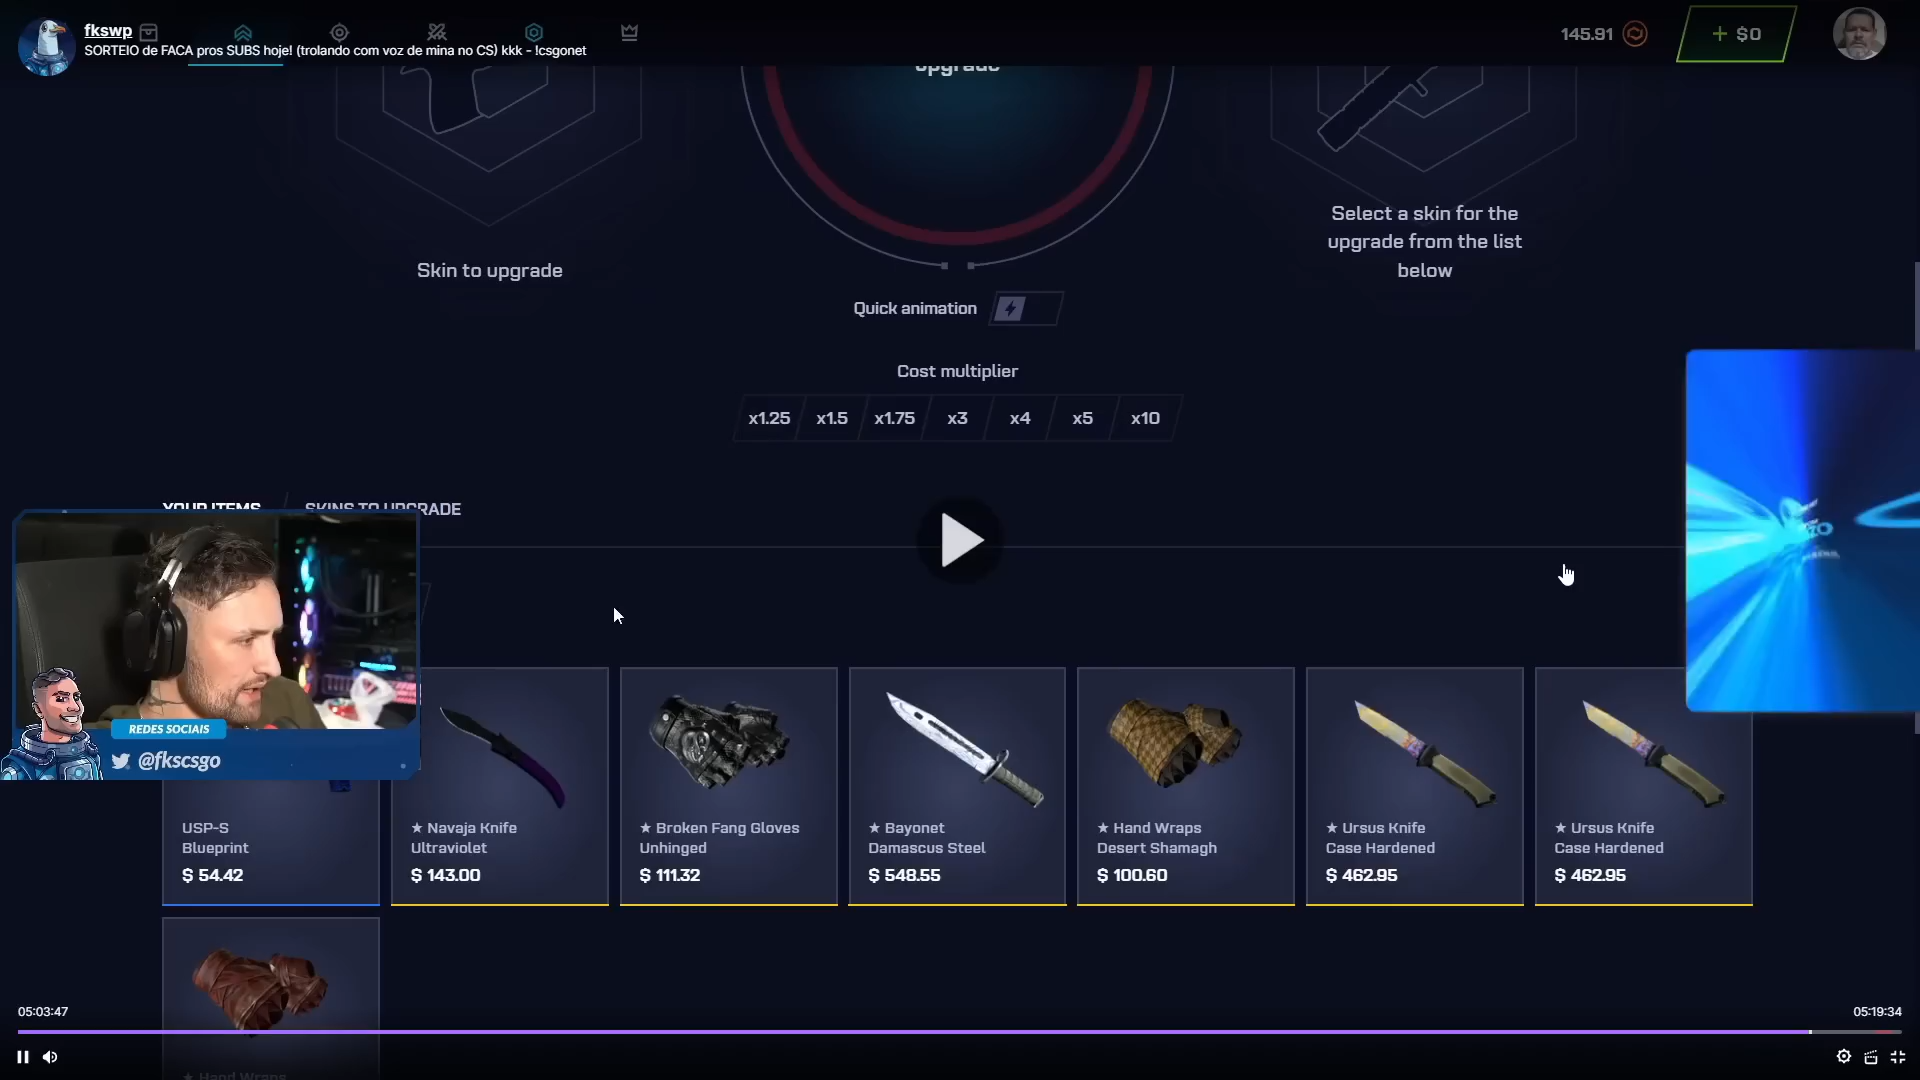 fkswp
SORTEIO de FACA pros SUBS hoje! (trolando com voz de mina no CS) kkk - !csgonet
145.91
+ $0
upgrade
Skin to upgrade
Select a skin for the
upgrade from the list
below
Quick animation
Cost multiplier
x1.25 x1.5 x1.75 x3 x4 x5 x10
YOUR ITEMS
SKINS TO UPGRADE
REDES SOCIAIS
@fkscsgo
USP-S
Blueprint
$ 54.42
★ Navaja Knife
Ultraviolet
$ 143.00
★ Broken Fang Gloves
Unhinged
$ 111.32
★ Bayonet
Damascus Steel
$ 548.55
★ Hand Wraps
Desert Shamagh
$ 100.60
★ Ursus Knife
Case Hardened
$ 462.95
★ Ursus Knife
Case Hardened
$ 462.95
★ Hand Wraps
05:03:47
05:19:34